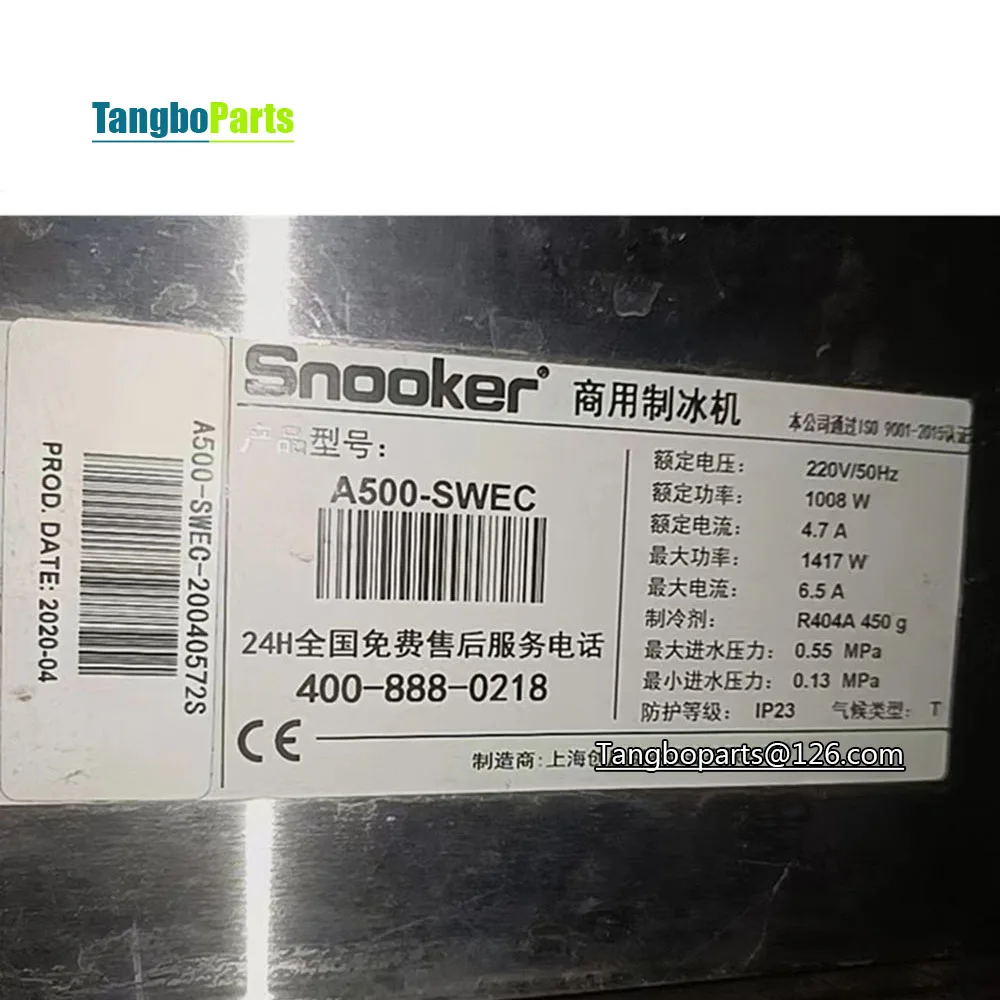 TangboParts
Snooker® 商用制冰机
本公司通过ISO 9001-2015认证
产品型号:
A500-SWEC
24H全国免费售后服务电话
400-888-0218
CE
额定电压: 220V/50Hz
额定功率: 1008 W
额定电流: 4.7 A
最大功率: 1417 W
最大电流: 6.5 A
制冷剂: R404A 450 g
最大进水压力: 0.55 MPa
最小进水压力: 0.13 MPa
防护等级: IP23 气候类型: T
制造商:上海创
Tangboparts@126.com
A500-SWEC-20040572S
PROD. DATE: 2020-04